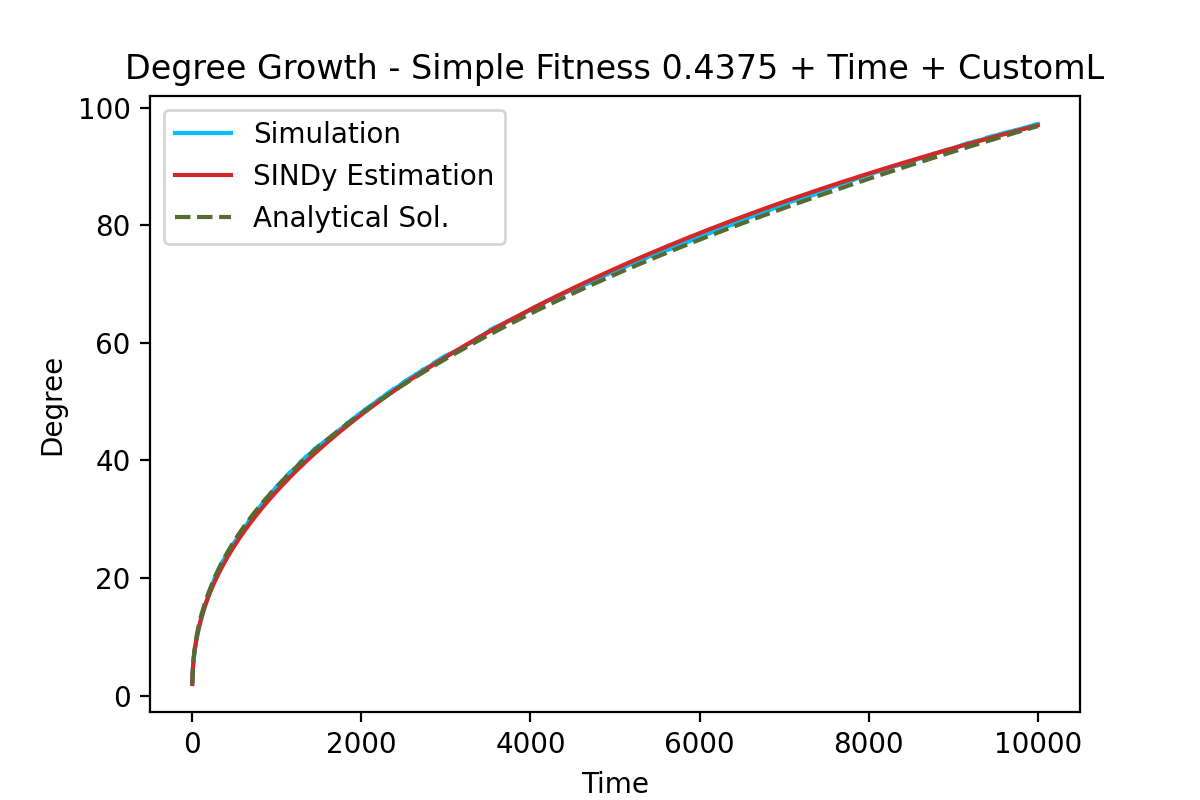 Degree Growth - Simple Fitness 0.4375 + Time + CustomL
Simulation
SINDy Estimation
Analytical Sol.
100
80
60
40
20
0
Degree
0 2000 4000 6000 8000 10000
Time